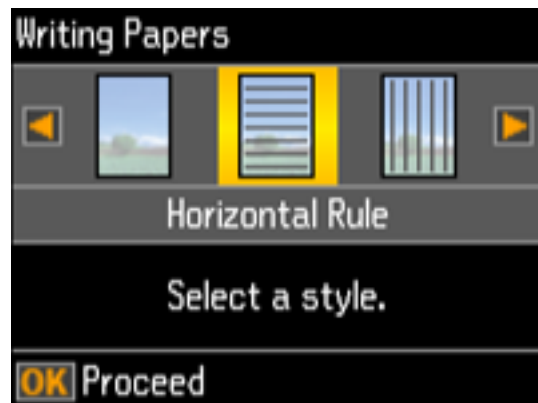 Writing Papers
Horizontal Rule
Select a style.
OK Proceed